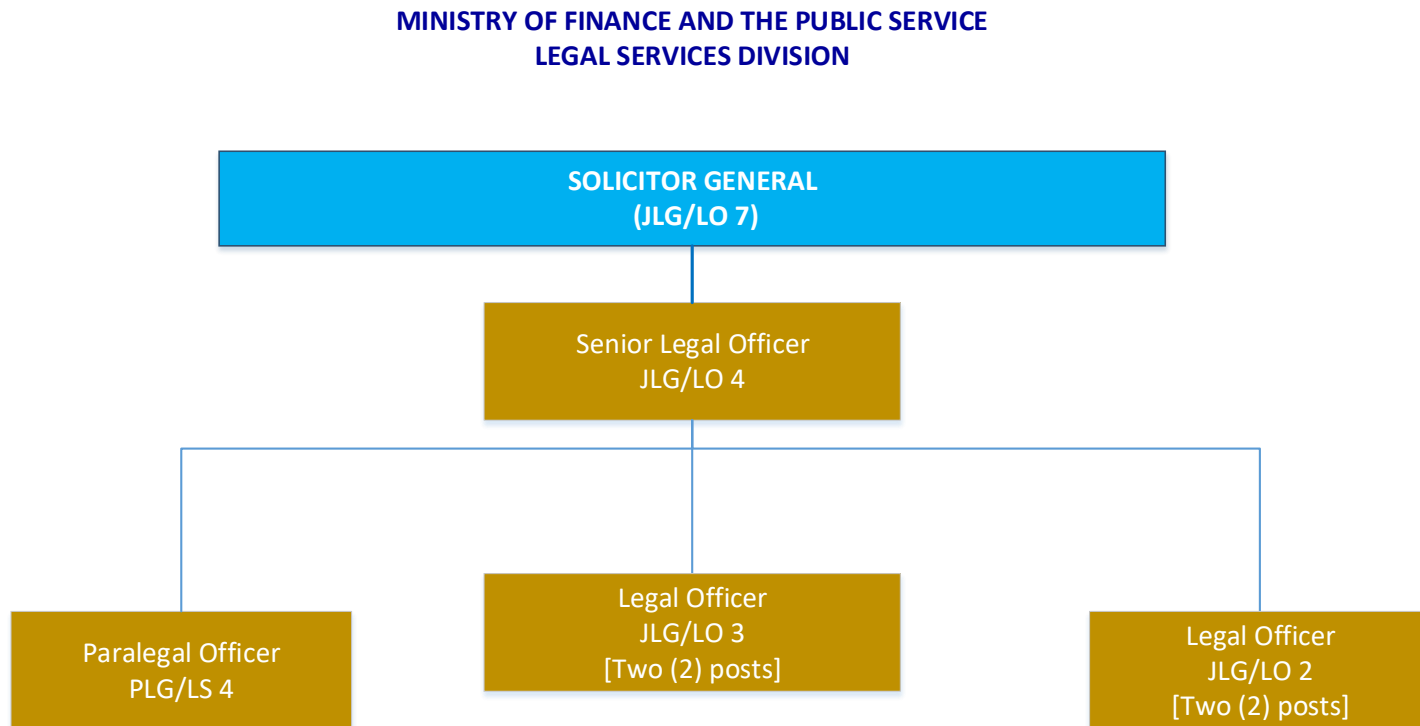 MINISTRY OF FINANCE AND THE PUBLIC SERVICE
LEGAL SERVICES DIVISION
SOLICITOR GENERAL
(JLG/LO 7)
Senior Legal Officer
JLG/LO 4
Paralegal Officer
PLG/LS 4
Legal Officer
JLG/LO 3
[Two (2) posts]
Legal Officer
JLG/LO 2
[Two (2) posts]